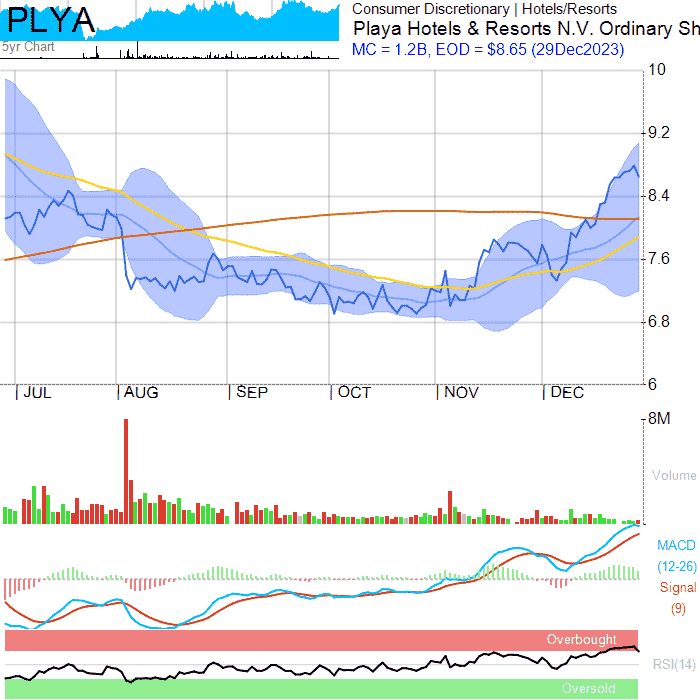 PLYA
5yr Chart
Consumer Discretionary | Hotels/Resorts
Playa Hotels & Resorts N.V. Ordinary Sh
MC = 1.2B, EOD = $8.65 (29Dec2023)
10
9.2
8.4
7.6
6.8
6
JUL AUG SEP OCT NOV DEC
8M
Volume
MACD
(12-26)
Signal
(9)
Overbought
RSI(14)
Oversold